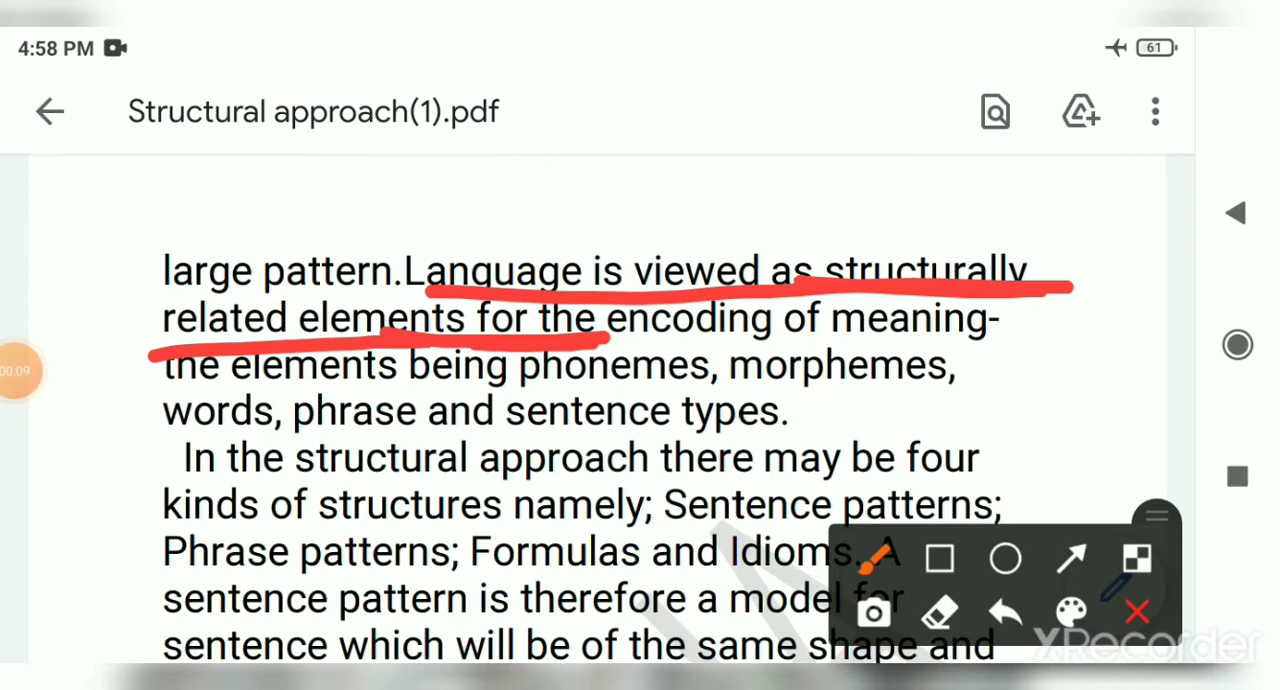 4:58 PM
61
Structural approach(1).pdf
large pattern.Language is viewed as structurally
related elements for the encoding of meaning-
00:09
the elements being phonemes, morphemes,
words, phrase and sentence types.
In the structural approach there may be four
kinds of structures namely; Sentence patterns;
Phrase patterns; Formulas and Idioms. A
sentence pattern is therefore a model for
sentence which will be of the same shape and
XRecorder